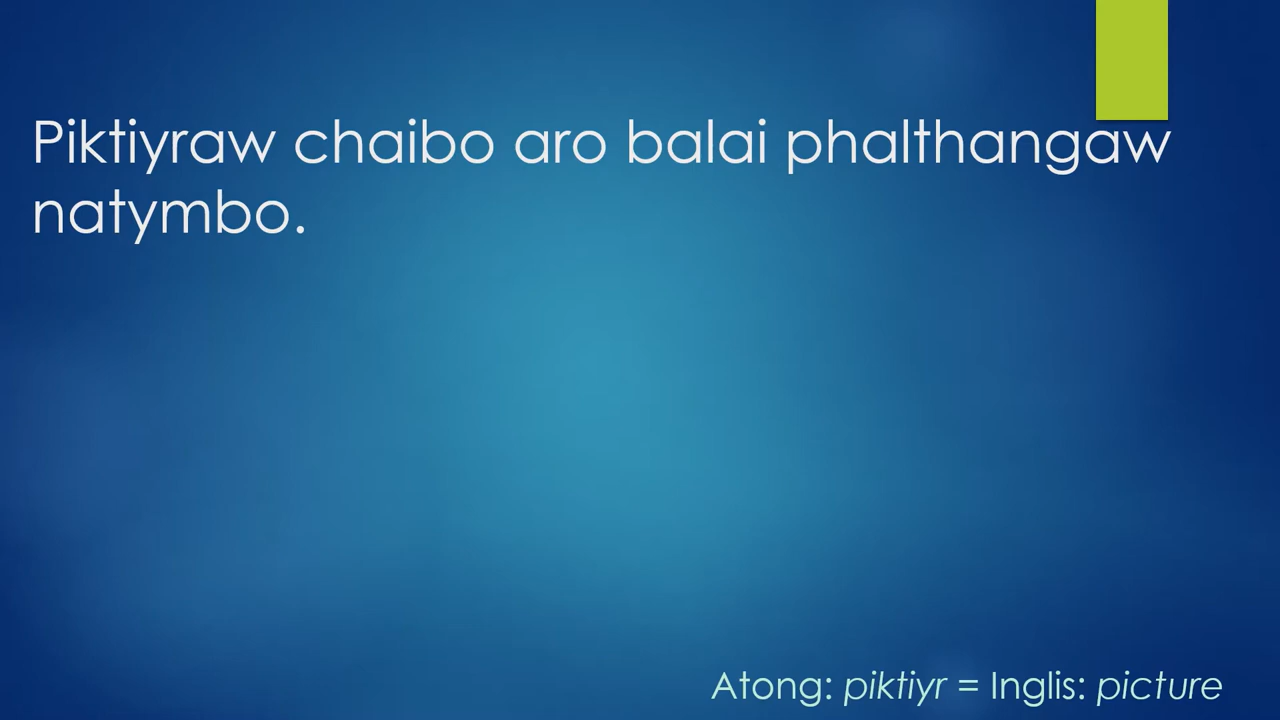 Piktiyraw chaibo aro balai phalthangaw
natymbo.
Atong: piktiyr = Inglis: picture